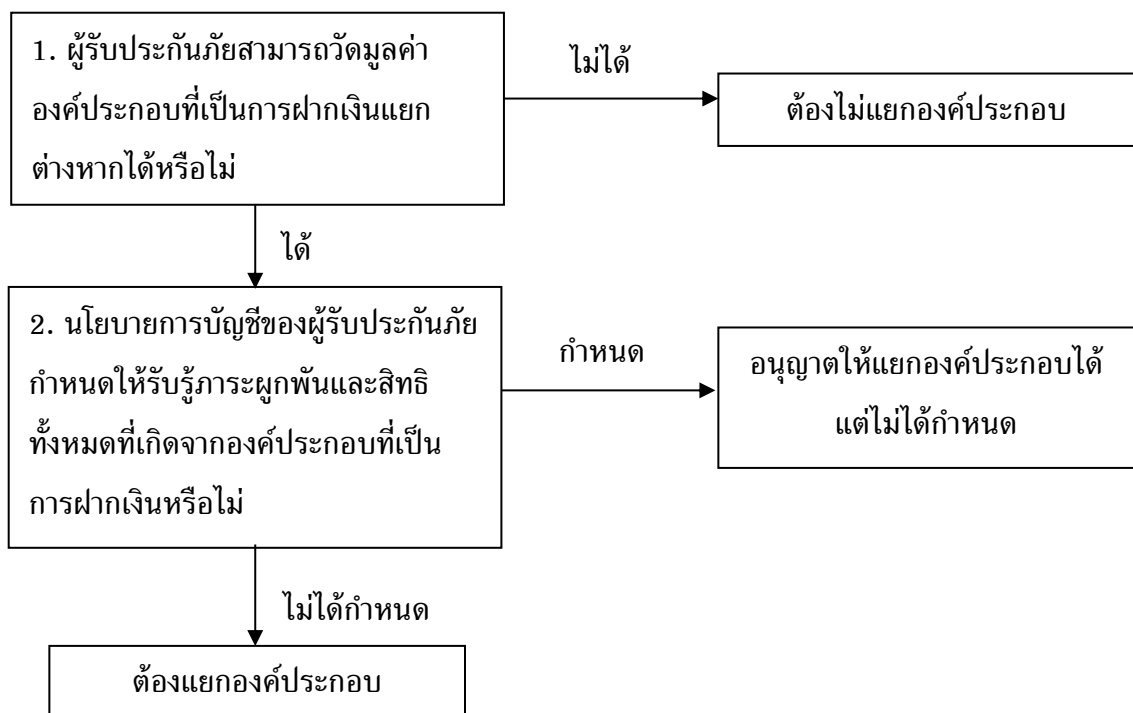 1. ผู้รับประกันภัยสามารถวัดมูลค่า
องค์ประกอบที่เป็นการฝากเงินแยก
ต่างหากได้หรือไม่
ไม่ได้
ต้องไม่แยกองค์ประกอบ
ได้
2. นโยบายการบัญชีของผู้รับประกันภัย
กำหนดให้รับรู้ภาระผูกพันและสิทธิ
ทั้งหมดที่เกิดจากองค์ประกอบที่เป็น
การฝากเงินหรือไม่
กำหนด
อนุญาตให้แยกองค์ประกอบได้
แต่ไม่ได้กำหนด
ไม่ได้กำหนด
ต้องแยกองค์ประกอบ